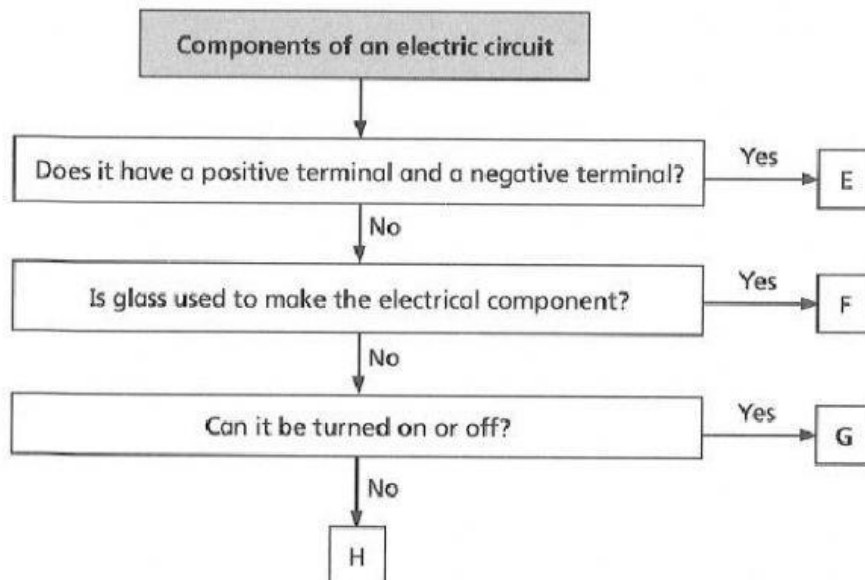 Components of an electric circuit
Does it have a positive terminal and a negative terminal?
Yes
E
No
Is glass used to make the electrical component?
Yes
F
No
Can it be turned on or off?
Yes
G
No
H